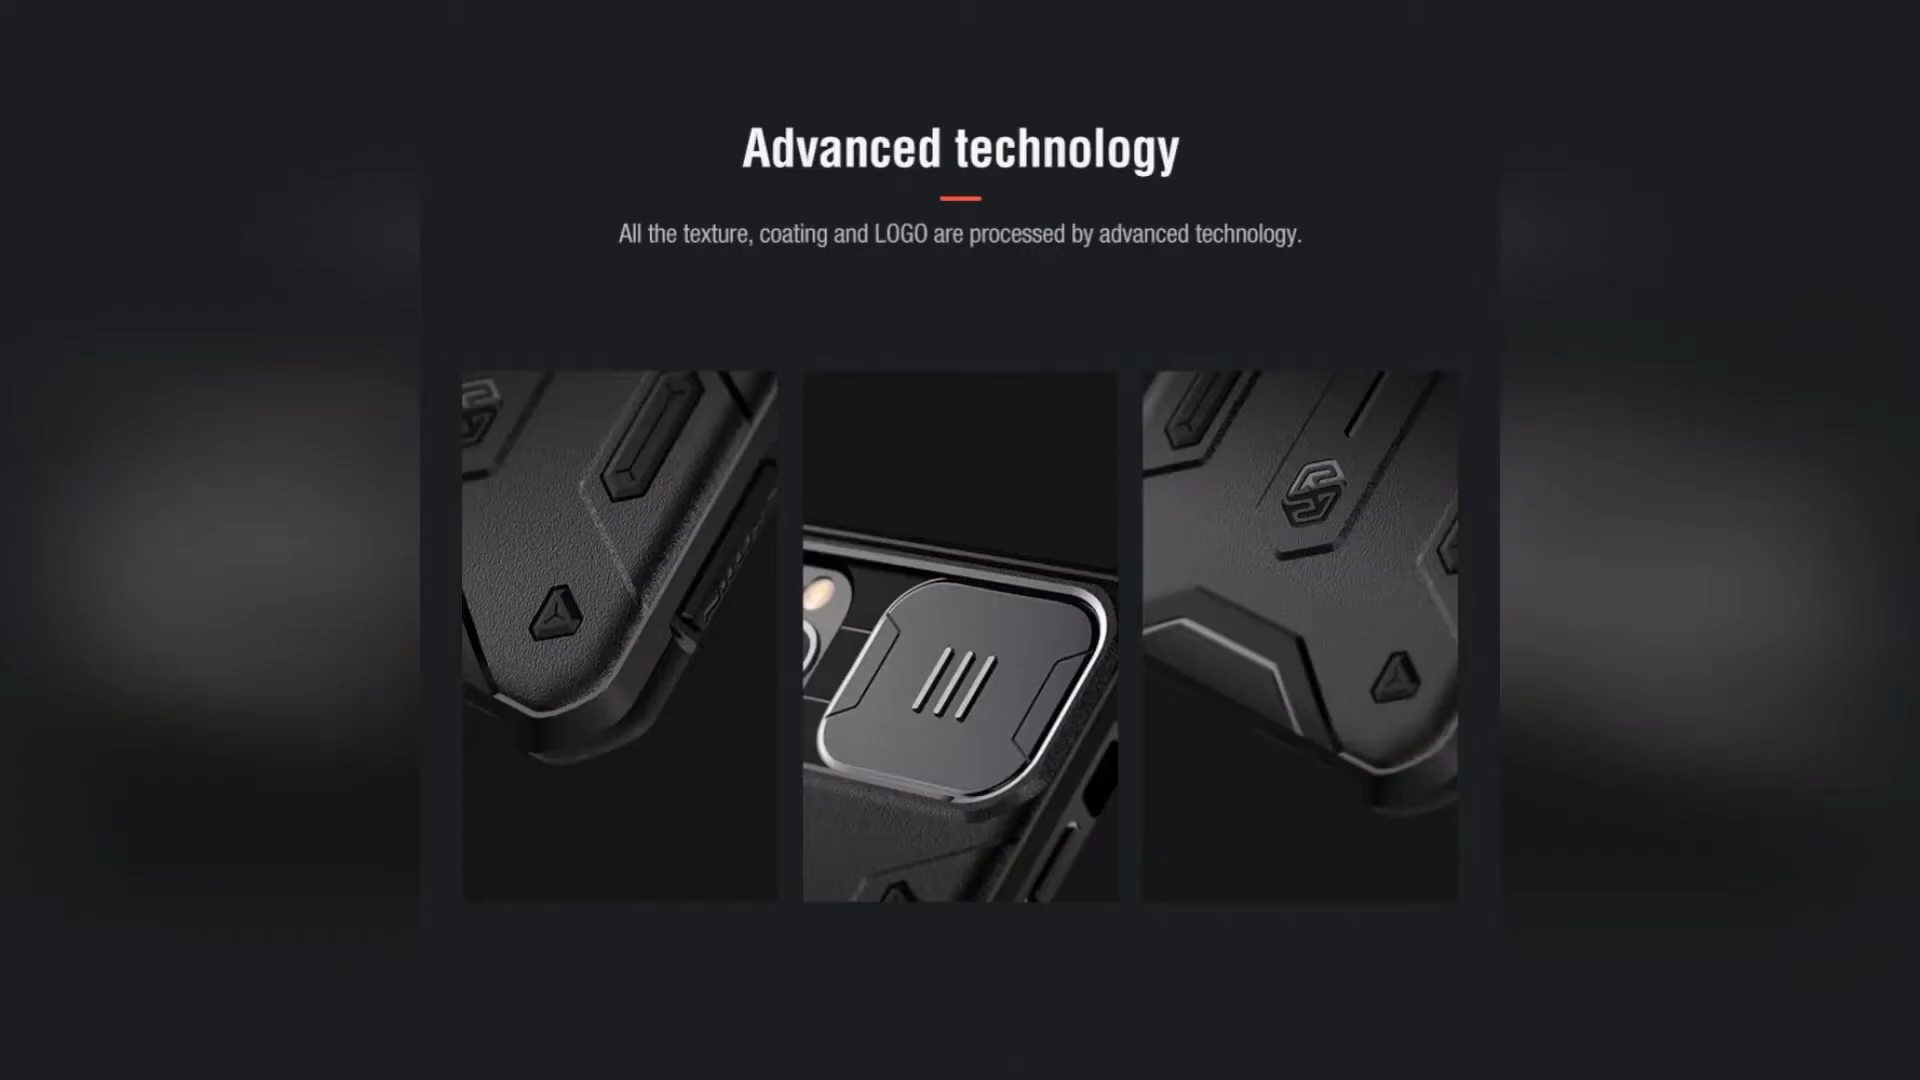 Advanced technology
All the texture, coating and LOGO are processed by advanced technology.